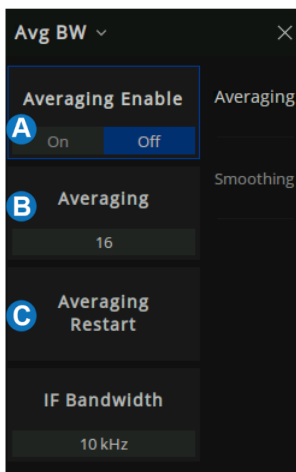 Avg BW
Averaging Enable
A
On Off
B
Averaging
16
C
Averaging
Restart
IF Bandwidth
10 kHz
Averaging
Smoothing